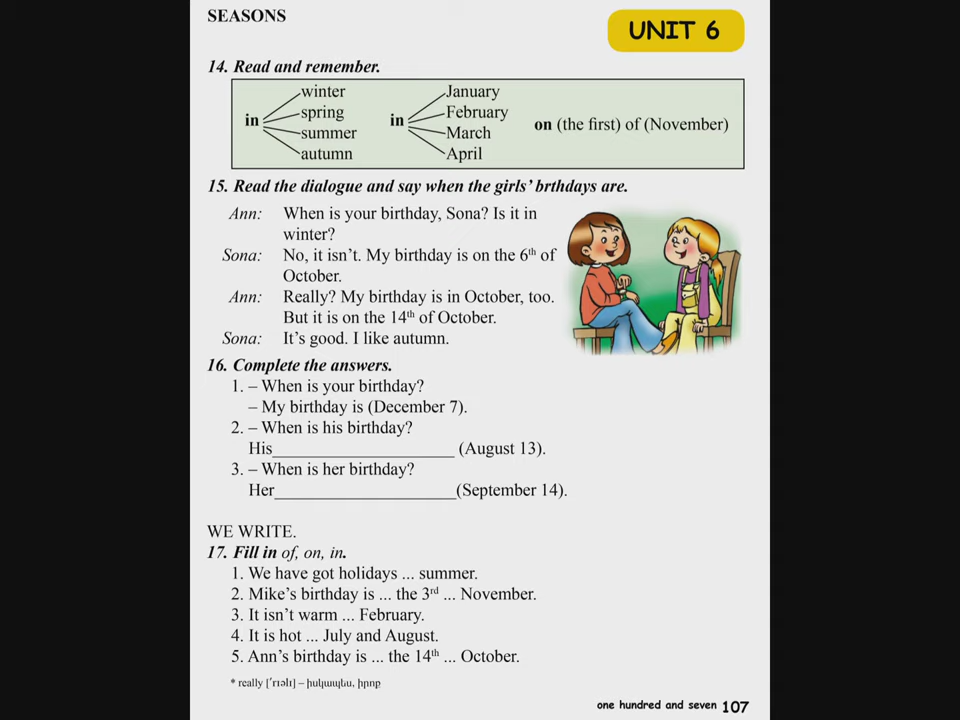 SEASONS
UNIT 6
14. Read and remember.
in winter spring summer autumn
in January February March April
on (the first) of (November)
15. Read the dialogue and say when the girls' brthdays are.
Ann: When is your birthday, Sona? Is it in
winter?
Sona: No, it isn't. My birthday is on the 6th of
October.
Ann: Really? My birthday is in October, too.
But it is on the 14th of October.
Sona: It's good. I like autumn.
16. Complete the answers.
1. – When is your birthday?
– My birthday is (December 7).
2. – When is his birthday?
His_____________________ (August 13).
3. – When is her birthday?
Her_____________________(September 14).
WE WRITE.
17. Fill in of, on, in.
1. We have got holidays ... summer.
2. Mike's birthday is ... the 3rd ... November.
3. It isn't warm ... February.
4. It is hot ... July and August.
5. Ann's birthday is ... the 14th ... October.
* really [ˈrɪəlɪ] – իսկապես, իրոք
one hundred and seven 107